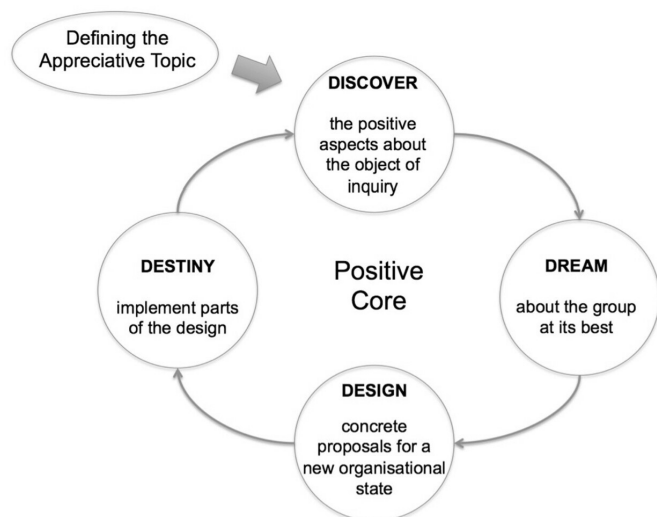 Defining the
Appreciative Topic
DISCOVER
the positive
aspects about
the object of
inquiry
DREAM
about the group
at its best
DESIGN
concrete
proposals for a
new organisational
state
DESTINY
implement parts
of the design
Positive
Core